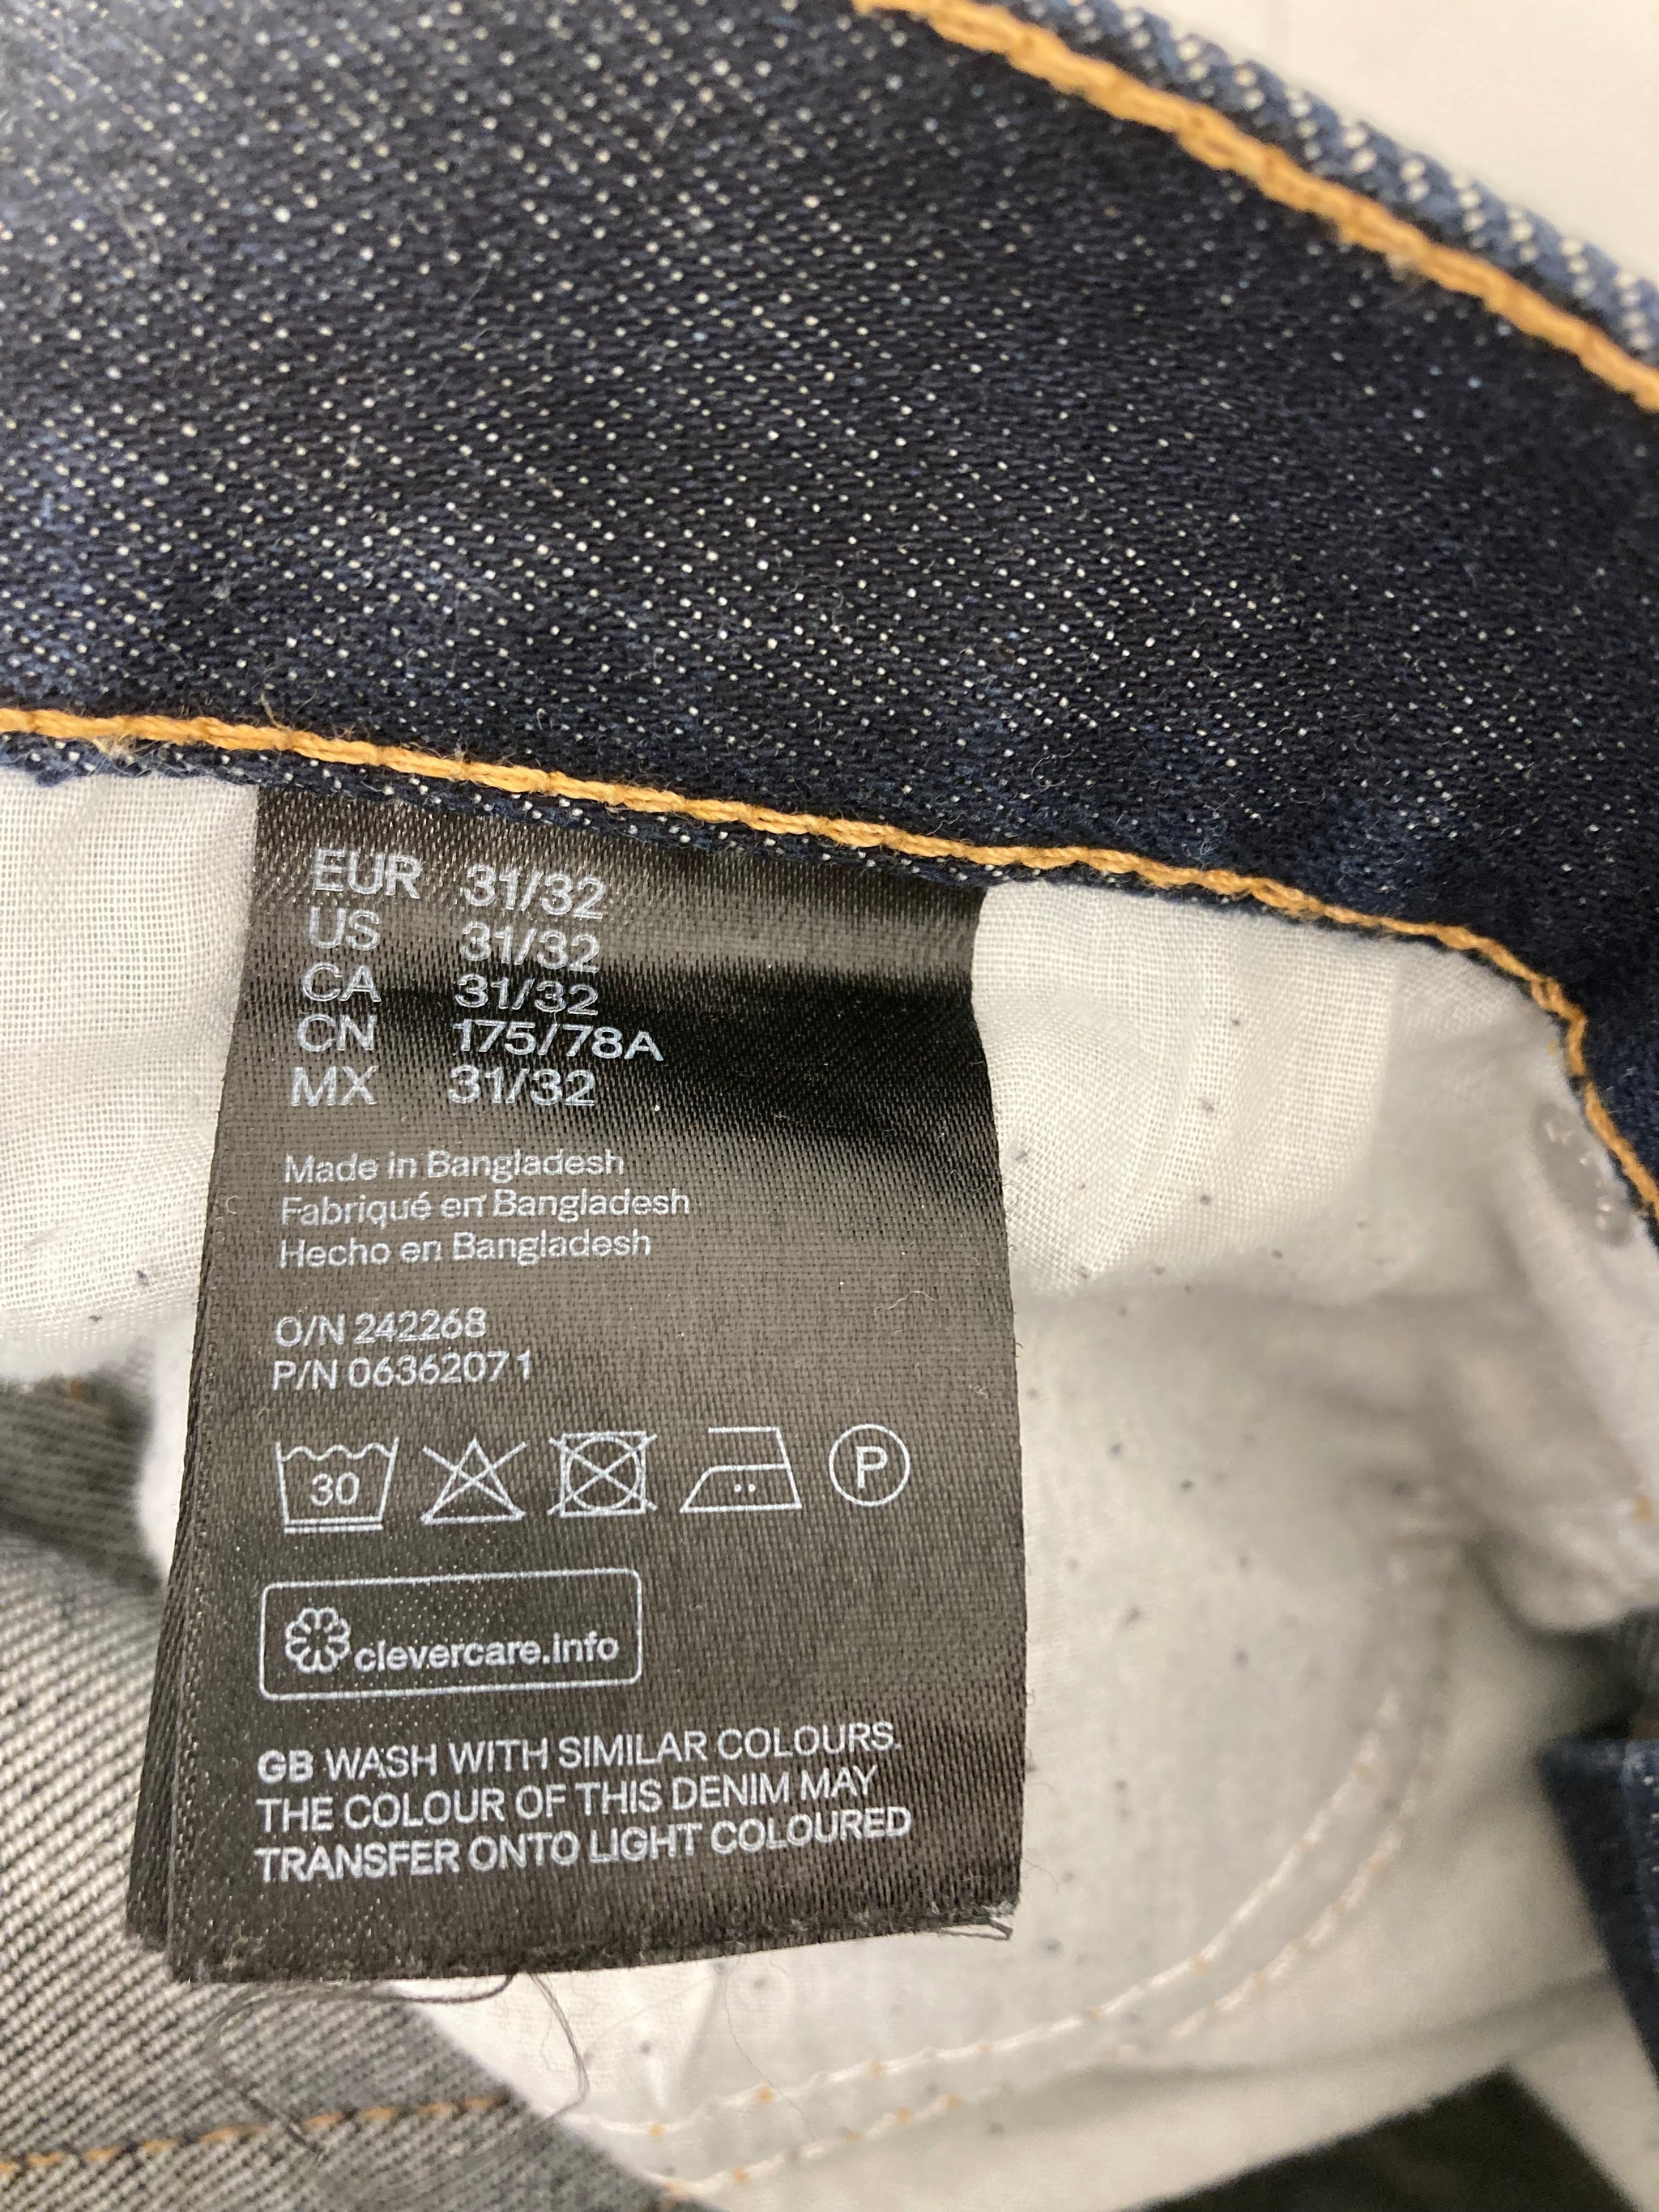 EUR 31/32
US 31/32
CA 31/32
CN 175/78A
MX 31/32
Made in Bangladesh
Fabriqué en Bangladesh
Hecho en Bangladesh
O/N 242268
P/N 06362071
30 P
clevercare.info
GB WASH WITH SIMILAR COLOURS.
THE COLOUR OF THIS DENIM MAY
TRANSFER ONTO LIGHT COLOURED